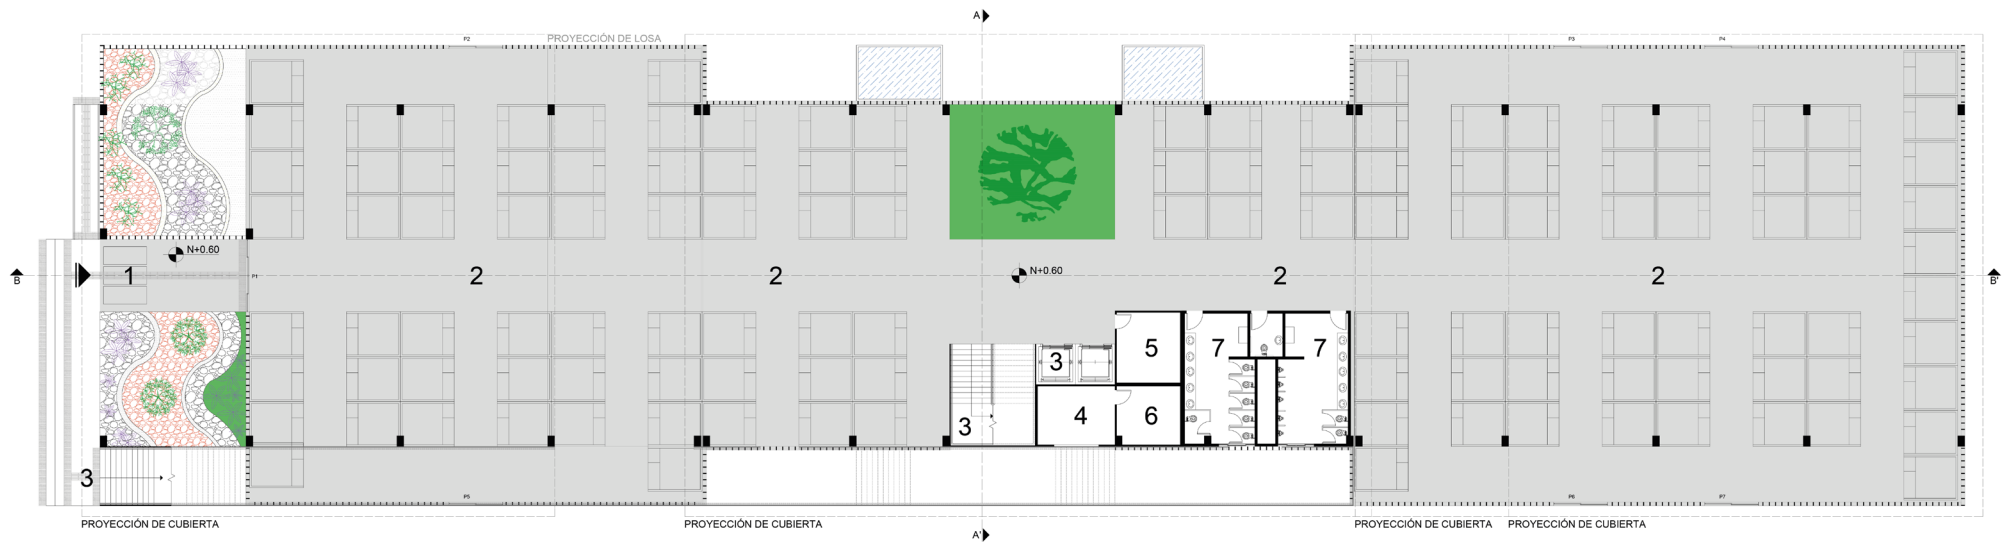 A
PROYECCIÓN DE LOSA
P2
P3
P4
N+0.60
B
1
P1
2
2
N+0.60
2
2
B'
3
5
7
7
4
6
3
3
P5
P6
P7
PROYECCIÓN DE CUBIERTA
PROYECCIÓN DE CUBIERTA
PROYECCIÓN DE CUBIERTA
PROYECCIÓN DE CUBIERTA
A'